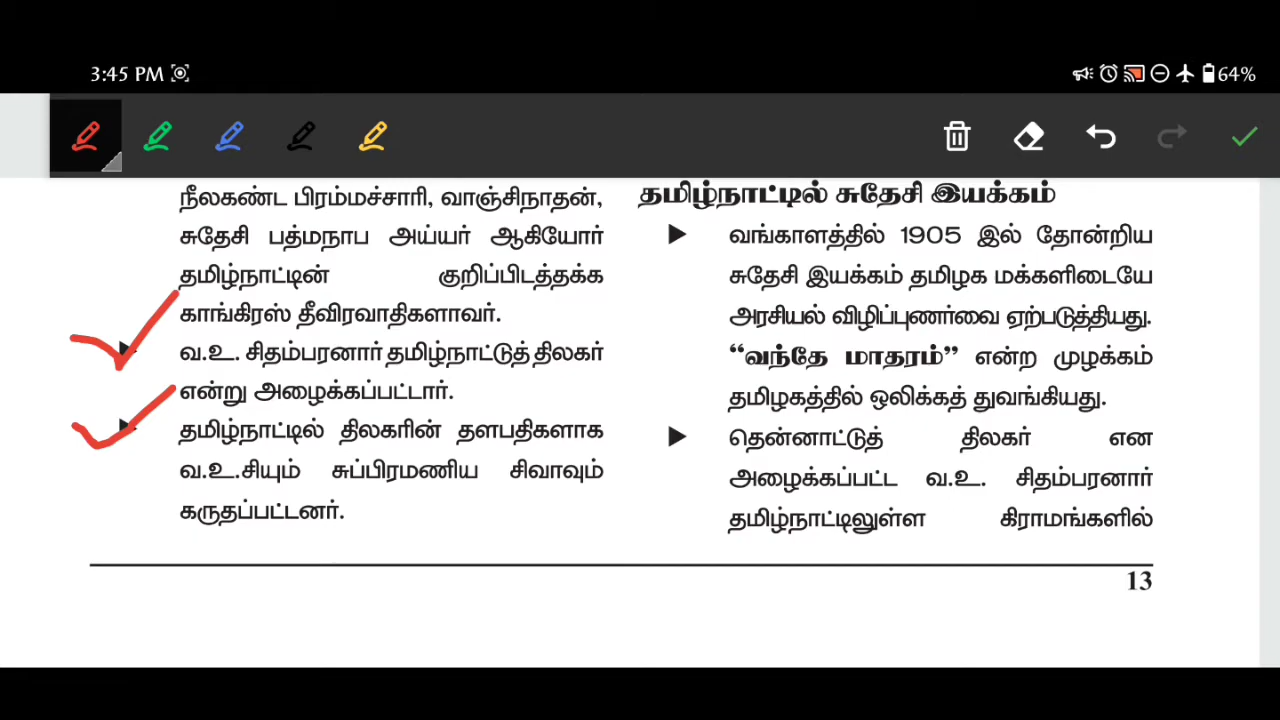 3:45 PM
64%
நீலகண்ட பிரம்மச்சாரி, வாஞ்சிநாதன்,
சுதேசி பத்மநாப அய்யர் ஆகியோர்
தமிழ்நாட்டின் குறிப்பிடத்தக்க
காங்கிரஸ் தீவிரவாதிகளாவர்.
வ.உ. சிதம்பரனார் தமிழ்நாட்டுத் திலகர்
என்று அழைக்கப்பட்டார்.
தமிழ்நாட்டில் திலகரின் தளபதிகளாக
வ.உ.சியும் சுப்பிரமணிய சிவாவும்
கருதப்பட்டனர்.
தமிழ்நாட்டில் சுதேசி இயக்கம்
வங்காளத்தில் 1905 இல் தோன்றிய
சுதேசி இயக்கம் தமிழக மக்களிடையே
அரசியல் விழிப்புணர்வை ஏற்படுத்தியது.
“வந்தே மாதரம்” என்ற முழக்கம்
தமிழகத்தில் ஒலிக்கத் துவங்கியது.
தென்னாட்டுத் திலகர் என
அழைக்கப்பட்ட வ.உ. சிதம்பரனார்
தமிழ்நாட்டிலுள்ள கிராமங்களில்
13